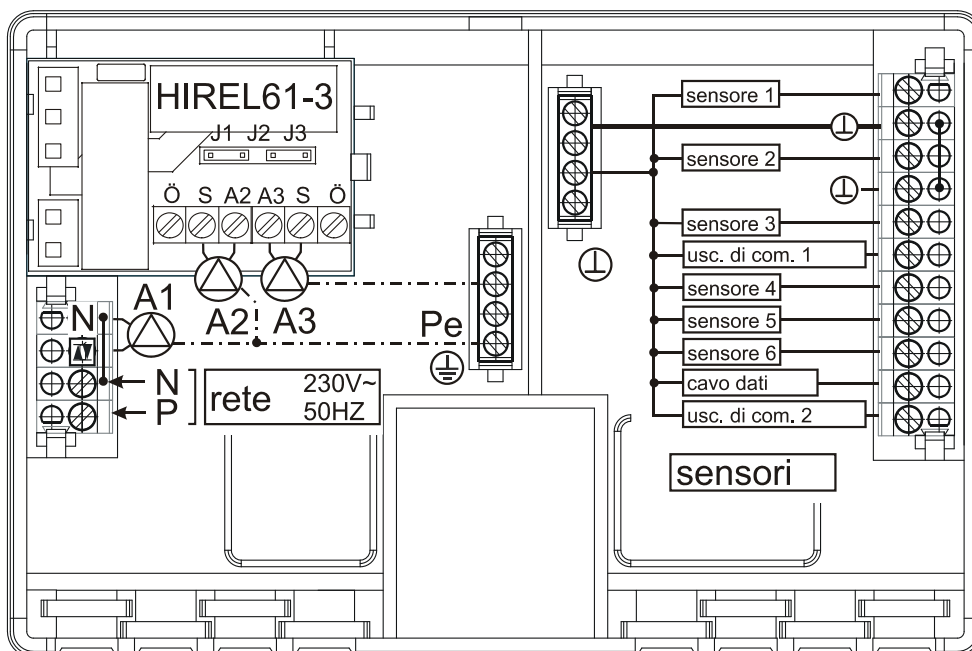 HIREL61-3
J1 J2 J3
Ö S A2 A3 S Ö
A1
N
A2 A3
Pe
N
P
rete
230V~
50HZ
sensore 1
sensore 2
sensore 3
usc. di com. 1
sensore 4
sensore 5
sensore 6
cavo dati
usc. di com. 2
sensori